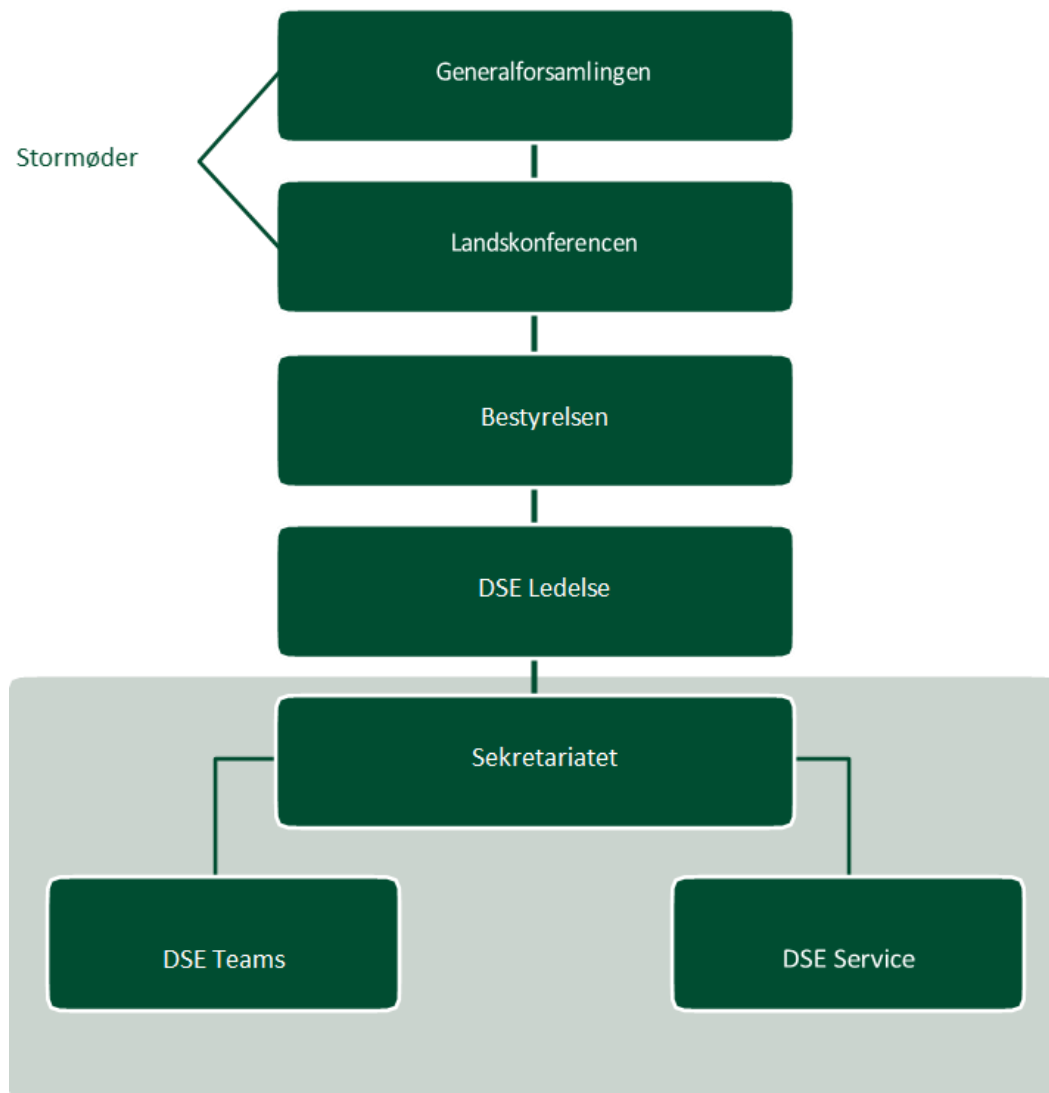 Generalforsamlingen
Stormøder
Landskonferencen
Bestyrelsen
DSE Ledelse
Sekretariatet
DSE Teams
DSE Service